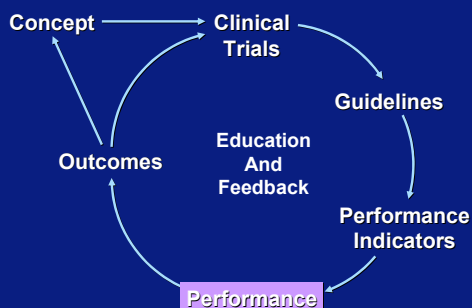 Concept
Clinical
Trials
Guidelines
Education
And
Feedback
Outcomes
Performance
Indicators
Performance